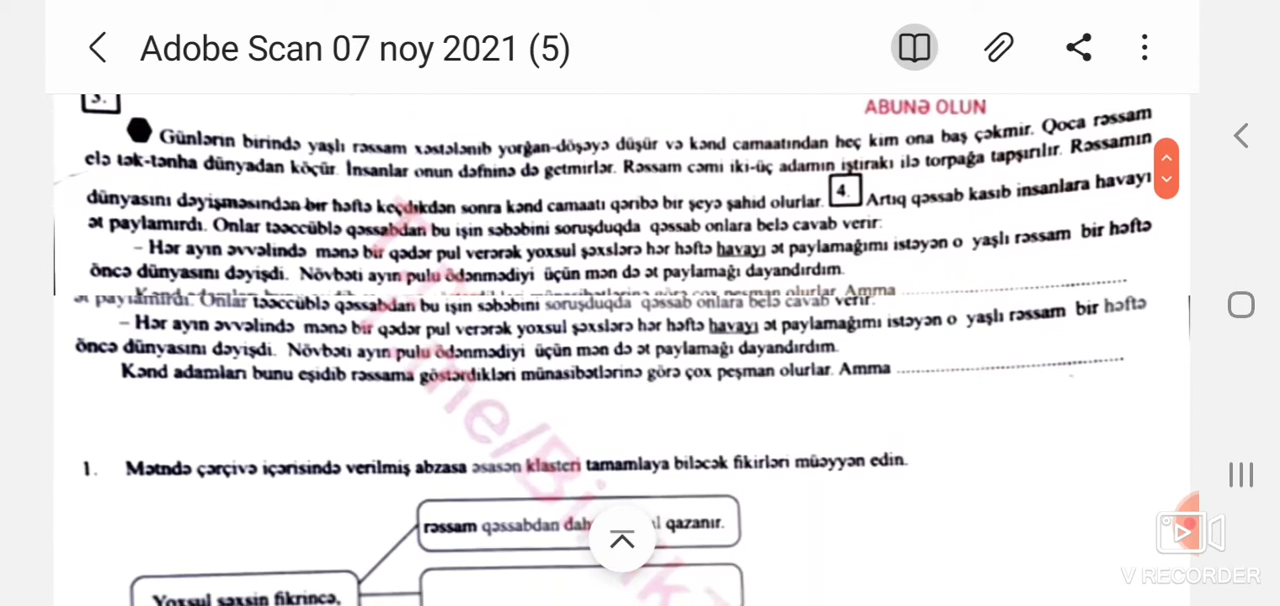 Adobe Scan 07 noy 2021 (5)
3.
ABUNƏ OLUN
Günlərin birində yaşlı rəssam xəstələnib yorğan-döşəyə düşür və kənd camaatından heç kim ona baş çəkmir. Qoca rəssam
elə tək-tənha dünyadan köçür. İnsanlar onun dəfninə də getmirlər. Rəssam cəmi iki-üç adamın iştirakı ilə torpağa tapşırılır. Rəssamın
dünyasını dəyişməsindən bir həftə keçdikdən sonra kənd camaatı qəribə bir şeyə şahid olurlar. 4. Artıq qəssab kasıb insanlara havayı
ət paylamırdı. Onlar təəccüblə qəssabdan bu işin səbəbini soruşduqda qəssab onlara belə cavab verir:
– Hər ayın əvvəlində mənə bir qədər pul verərək yoxsul şəxslərə hər həftə havayı ət paylamağımı istəyən o yaşlı rəssam bir həftə
öncə dünyasını dəyişdi. Növbəti ayın pulu ödənmədiyi üçün mən də ət paylamağı dayandırdım.
görə çox peşman olurlar. Amma
ət paylamırdı. Onlar təəccüblə qəssabdan bu işin səbəbini soruşduqda qəssab onlara belə cavab verir:
– Hər ayın əvvəlində mənə bir qədər pul verərək yoxsul şəxslərə hər həftə havayı ət paylamağımı istəyən o yaşlı rəssam bir həftə
öncə dünyasını dəyişdi. Növbəti ayın pulu ödənmədiyi üçün mən də ət paylamağı dayandırdım.
Kənd adamları bunu eşidib rəssama göstərdikləri münasibətlərinə görə çox peşman olurlar. Amma
1. Mətndə çərçivə içərisində verilmiş abzasa əsasən klasteri tamamlaya biləcək fikirləri müəyyən edin.
rəssam qəssabdan qazanır.
Yoxsul şəxsin fikrincə,
V RECORDER